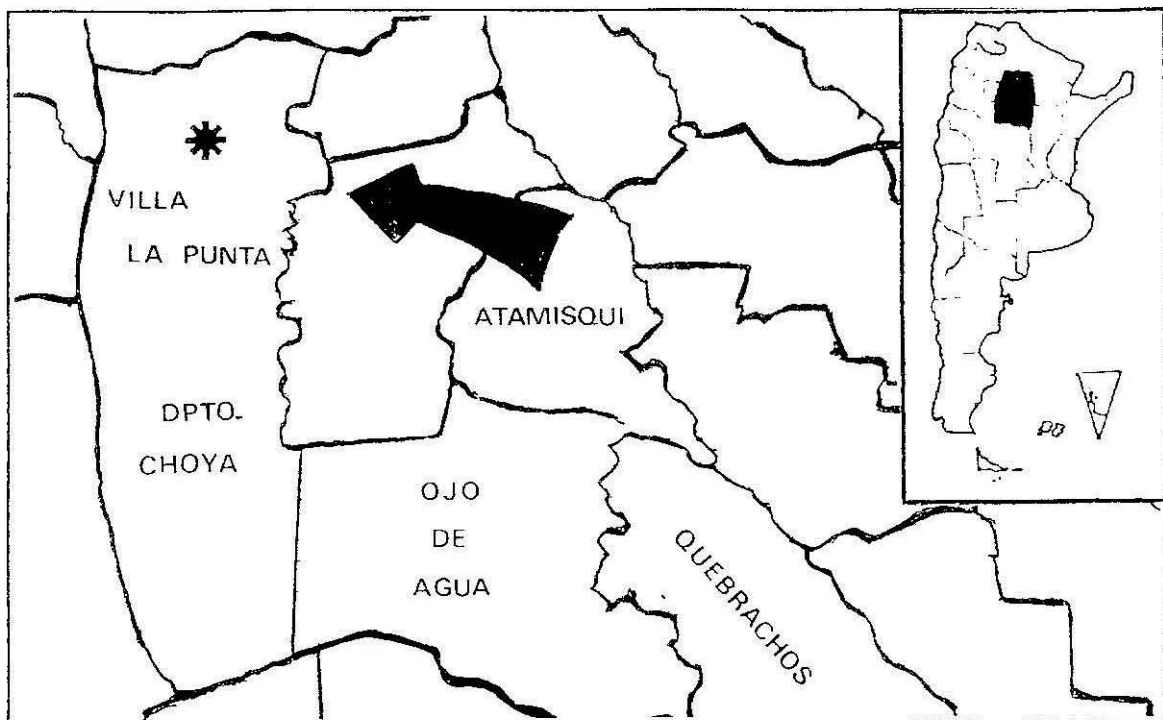 VILLA
LA PUNTA
ATAMISQUI
DPTO-
CHOYA
OJO
DE
AGUA
QUEBRACHOS